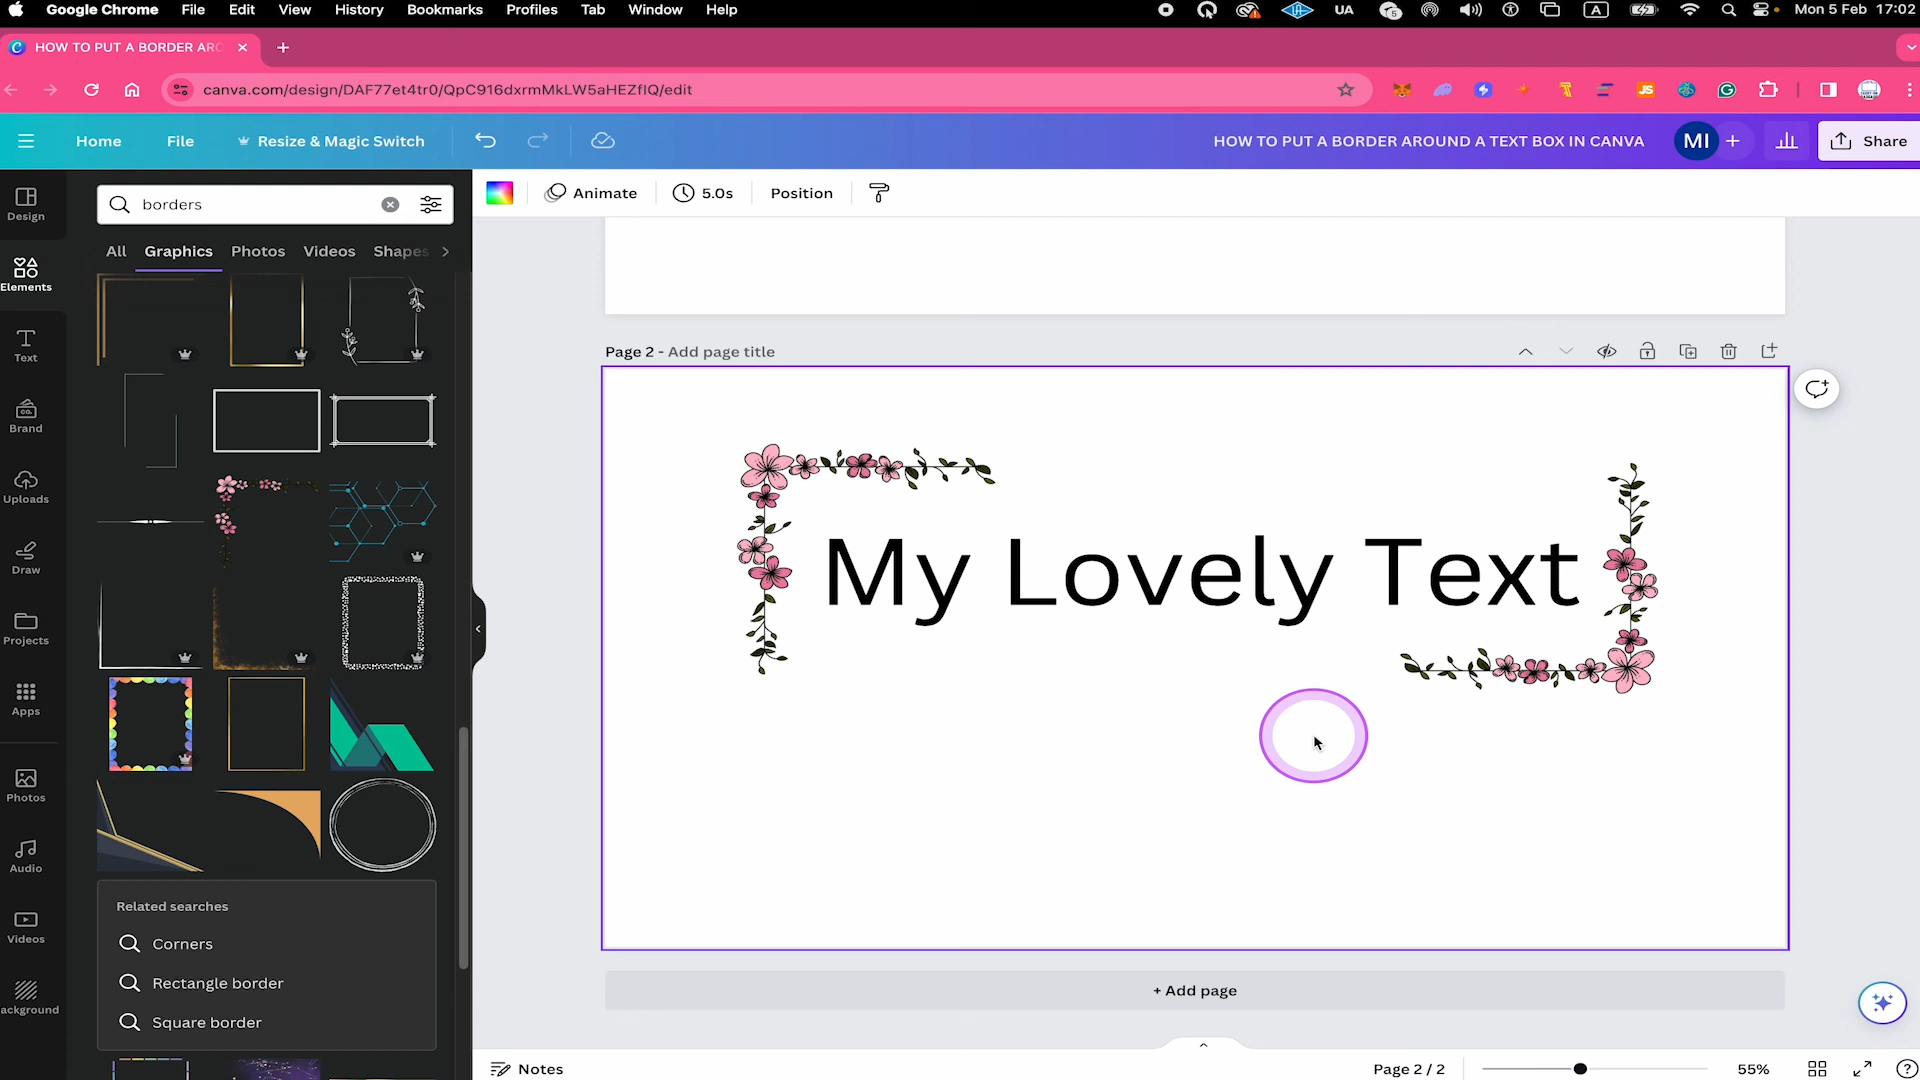 Google Chrome File Edit View History Bookmarks Profiles Tab Window Help UA 5 A Mon 5 Feb 17:02
HOW TO PUT A BORDER ARO
canva.com/design/DAF77et4tr0/QpC916dxrmMkLW5aHEZfIQ/edit
Home File Resize & Magic Switch HOW TO PUT A BORDER AROUND A TEXT BOX IN CANVA MI + Share
Design
Elements
Text
Brand
Uploads
Draw
Projects
Apps
Photos
Audio
Videos
ackground
borders
All Graphics Photos Videos Shapes
Related searches
Corners
Rectangle border
Square border
Animate 5.0s Position
Page 2 - Add page title
My Lovely Text
+ Add page
Notes Page 2 / 2 55%